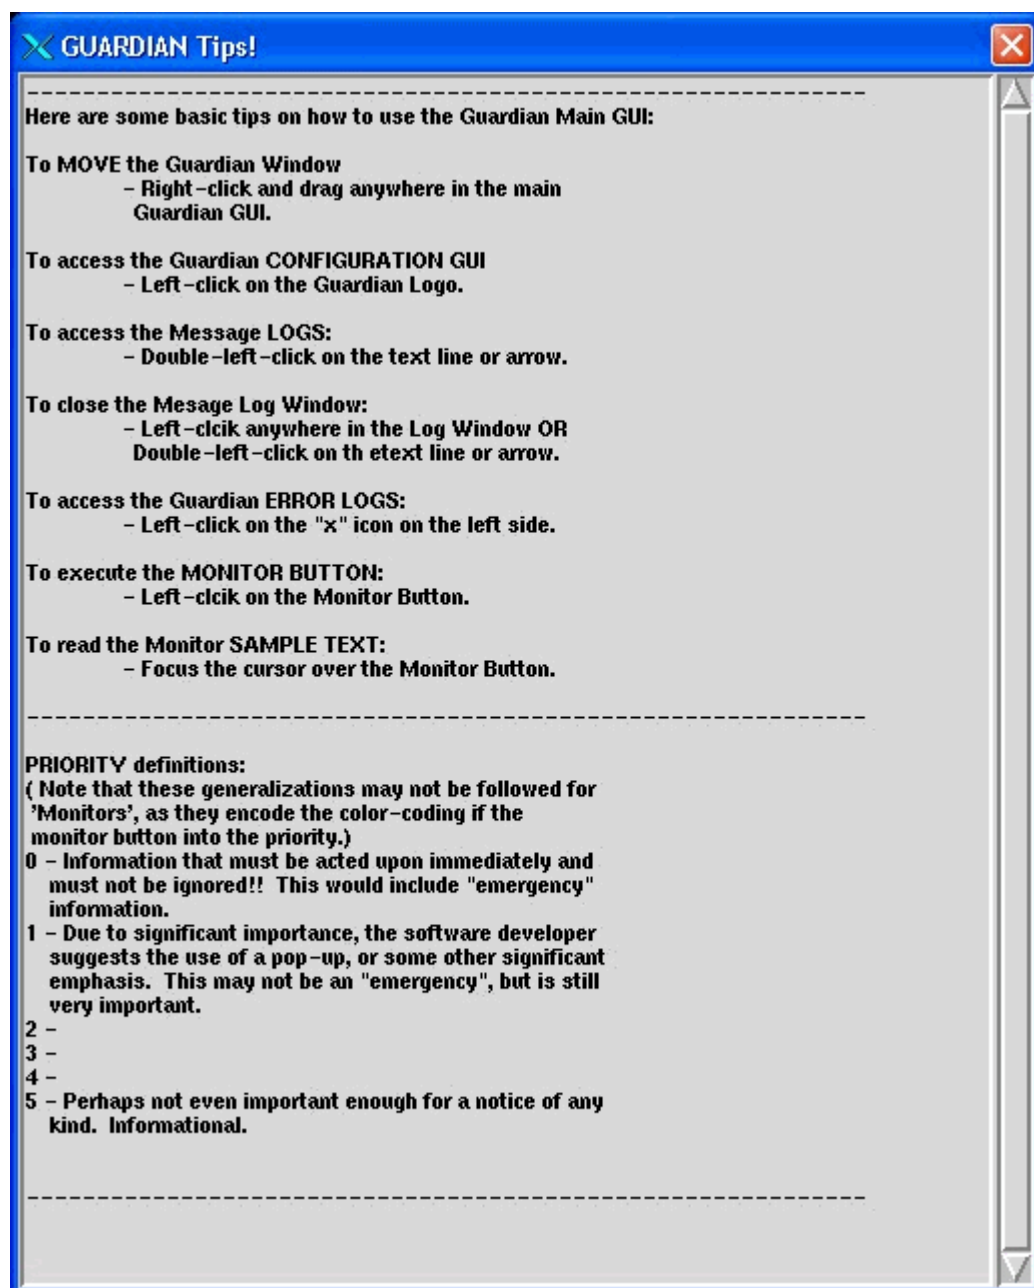 GUARDIAN Tips!
------------------------------------------------------------
Here are some basic tips on how to use the Guardian Main GUI:
To MOVE the Guardian Window
- Right-click and drag anywhere in the main
Guardian GUI.
To access the Guardian CONFIGURATION GUI
- Left-click on the Guardian Logo.
To access the Message LOGS:
- Double-left-click on the text line or arrow.
To close the Mesage Log Window:
- Left-clcik anywhere in the Log Window OR
Double-left-click on th etext line or arrow.
To access the Guardian ERROR LOGS:
- Left-click on the "x" icon on the left side.
To execute the MONITOR BUTTON:
- Left-clcik on the Monitor Button.
To read the Monitor SAMPLE TEXT:
- Focus the cursor over the Monitor Button.
------------------------------------------------------------
PRIORITY definitions:
( Note that these generalizations may not be followed for
'Monitors', as they encode the color-coding if the
monitor button into the priority.)
0 - Information that must be acted upon immediately and
must not be ignored!! This would include "emergency"
information.
1 - Due to significant importance, the software developer
suggests the use of a pop-up, or some other significant
emphasis. This may not be an "emergency", but is still
very important.
2 -
3 -
4 -
5 - Perhaps not even important enough for a notice of any
kind. Informational.
------------------------------------------------------------